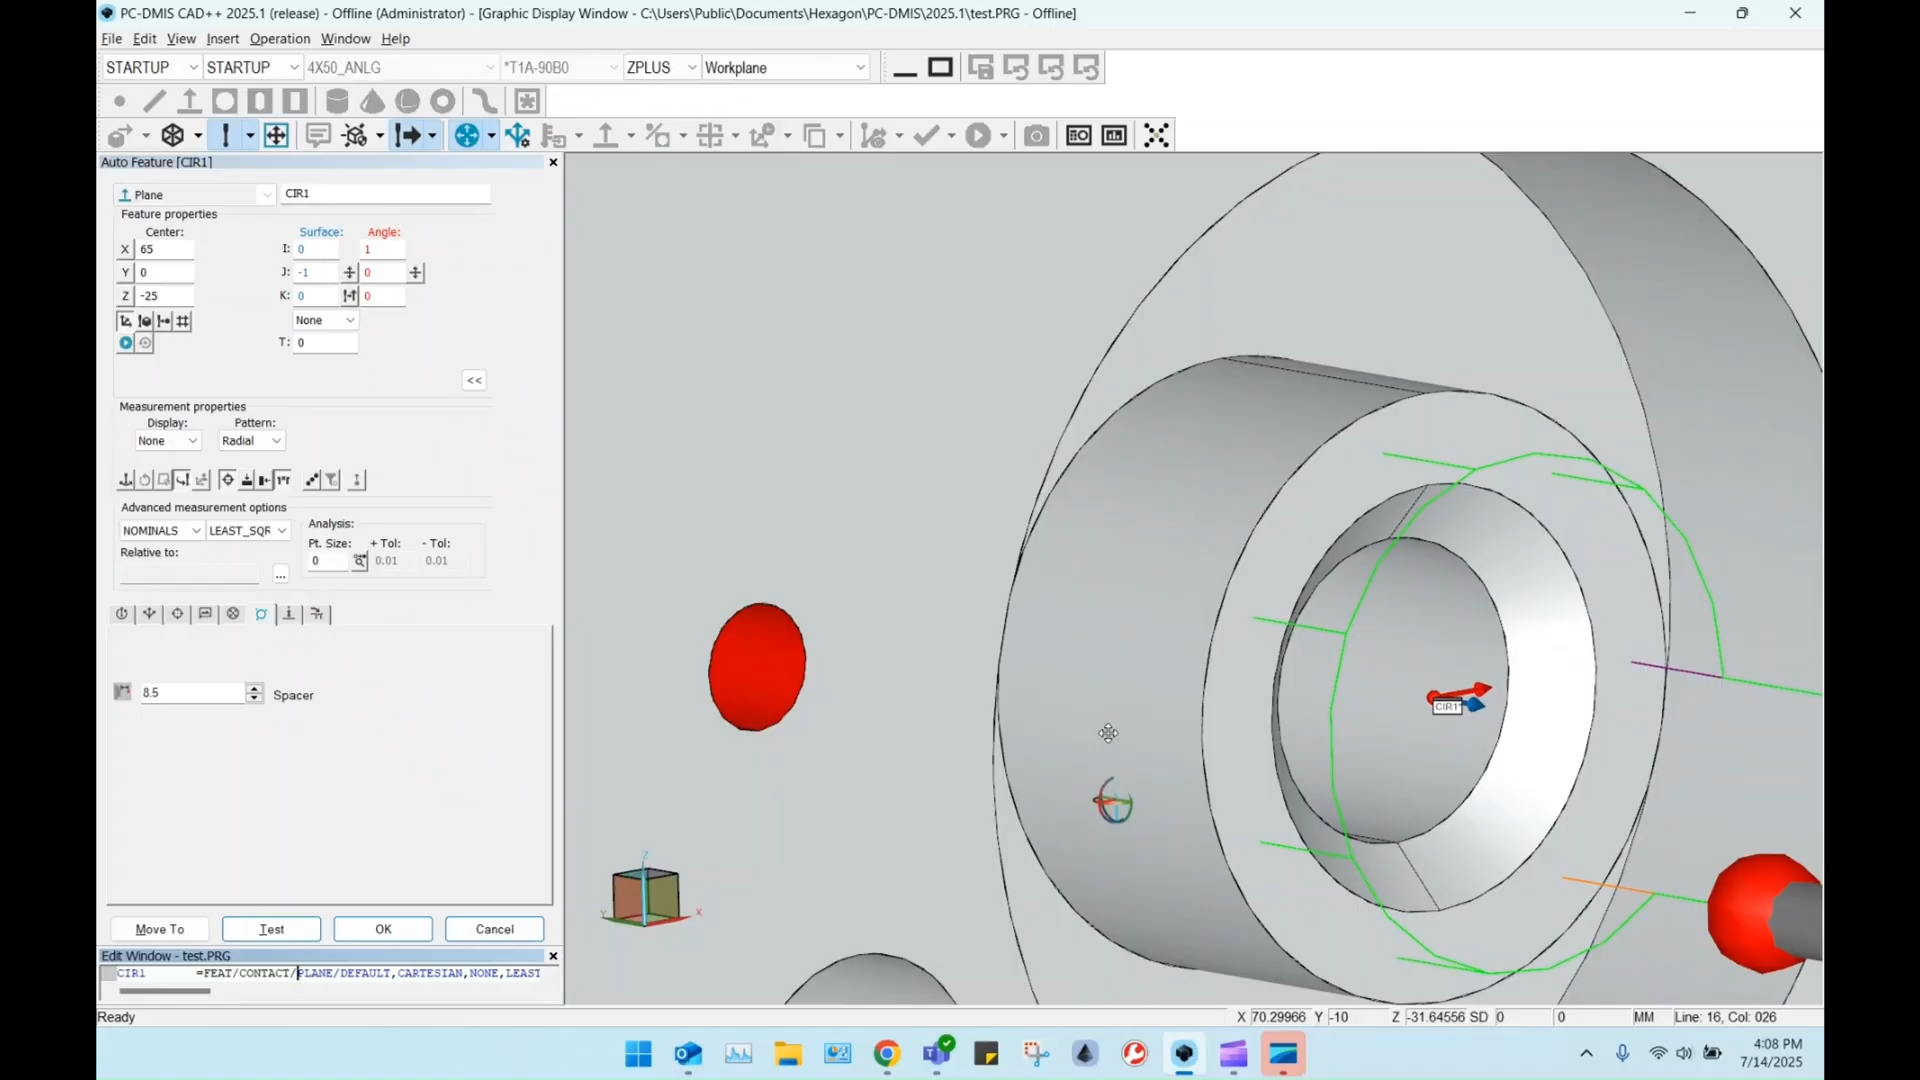 PC-DMIS CAD++ 2025.1 (release) - Offline (Administrator) - [Graphic Display Window - C:\Users\Public\Documents\Hexagon\PC-DMIS\2025.1\test.PRG - Offline]
File Edit View Insert Operation Window Help
STARTUP STARTUP 4X50_ANLG *T1A-90B0 ZPLUS Workplane
Auto Feature [CIR1]
Plane CIR1
Feature properties
Center: Surface: Angle:
X 65 I: 0 1
Y 0 J: -1 0
Z -25 K: 0 0
None
T: 0
<<
Measurement properties
Display: Pattern:
None Radial
Advanced measurement options
NOMINALS LEAST_SQR Analysis:
Pt. Size: + Tol: - Tol:
Relative to: 0 0.01 0.01
...
8.5 Spacer
CIR1
Z
Y X
Move To Test OK Cancel
Edit Window - test.PRG
CIR1 =FEAT/CONTACT/PLANE/DEFAULT,CARTESIAN,NONE,LEAST
Ready X 70.29966 Y -10 Z -31.64556 SD 0 0 MM Line: 16, Col: 026
4:08 PM
7/14/2025